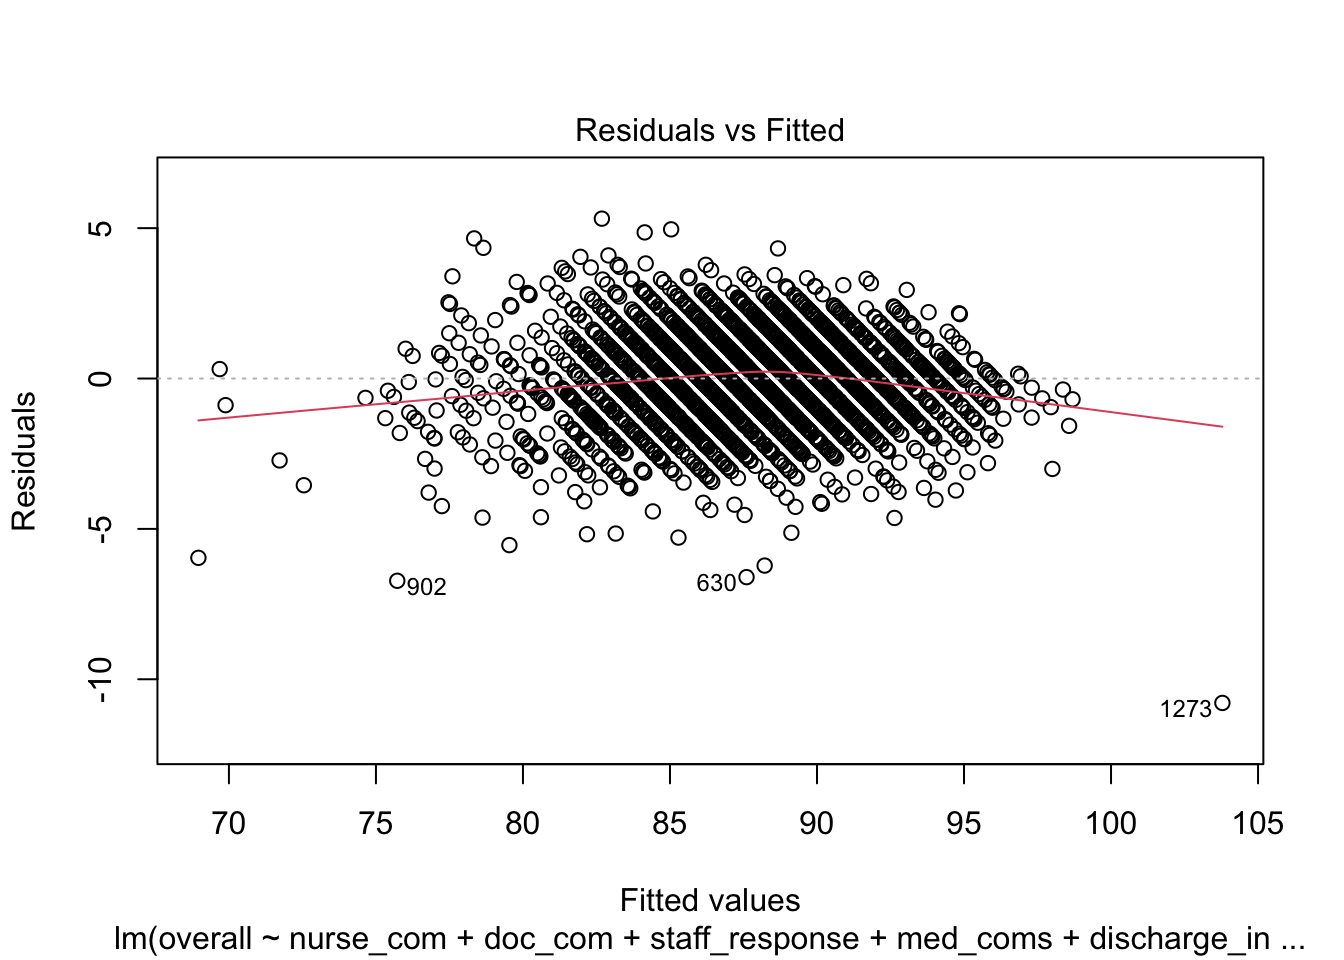 Residuals vs Fitted
Residuals
5
0
-5
-10
902
630
1273
70 75 80 85 90 95 100 105
Fitted values
lm(overall ~ nurse_com + doc_com + staff_response + med_coms + discharge_in ...